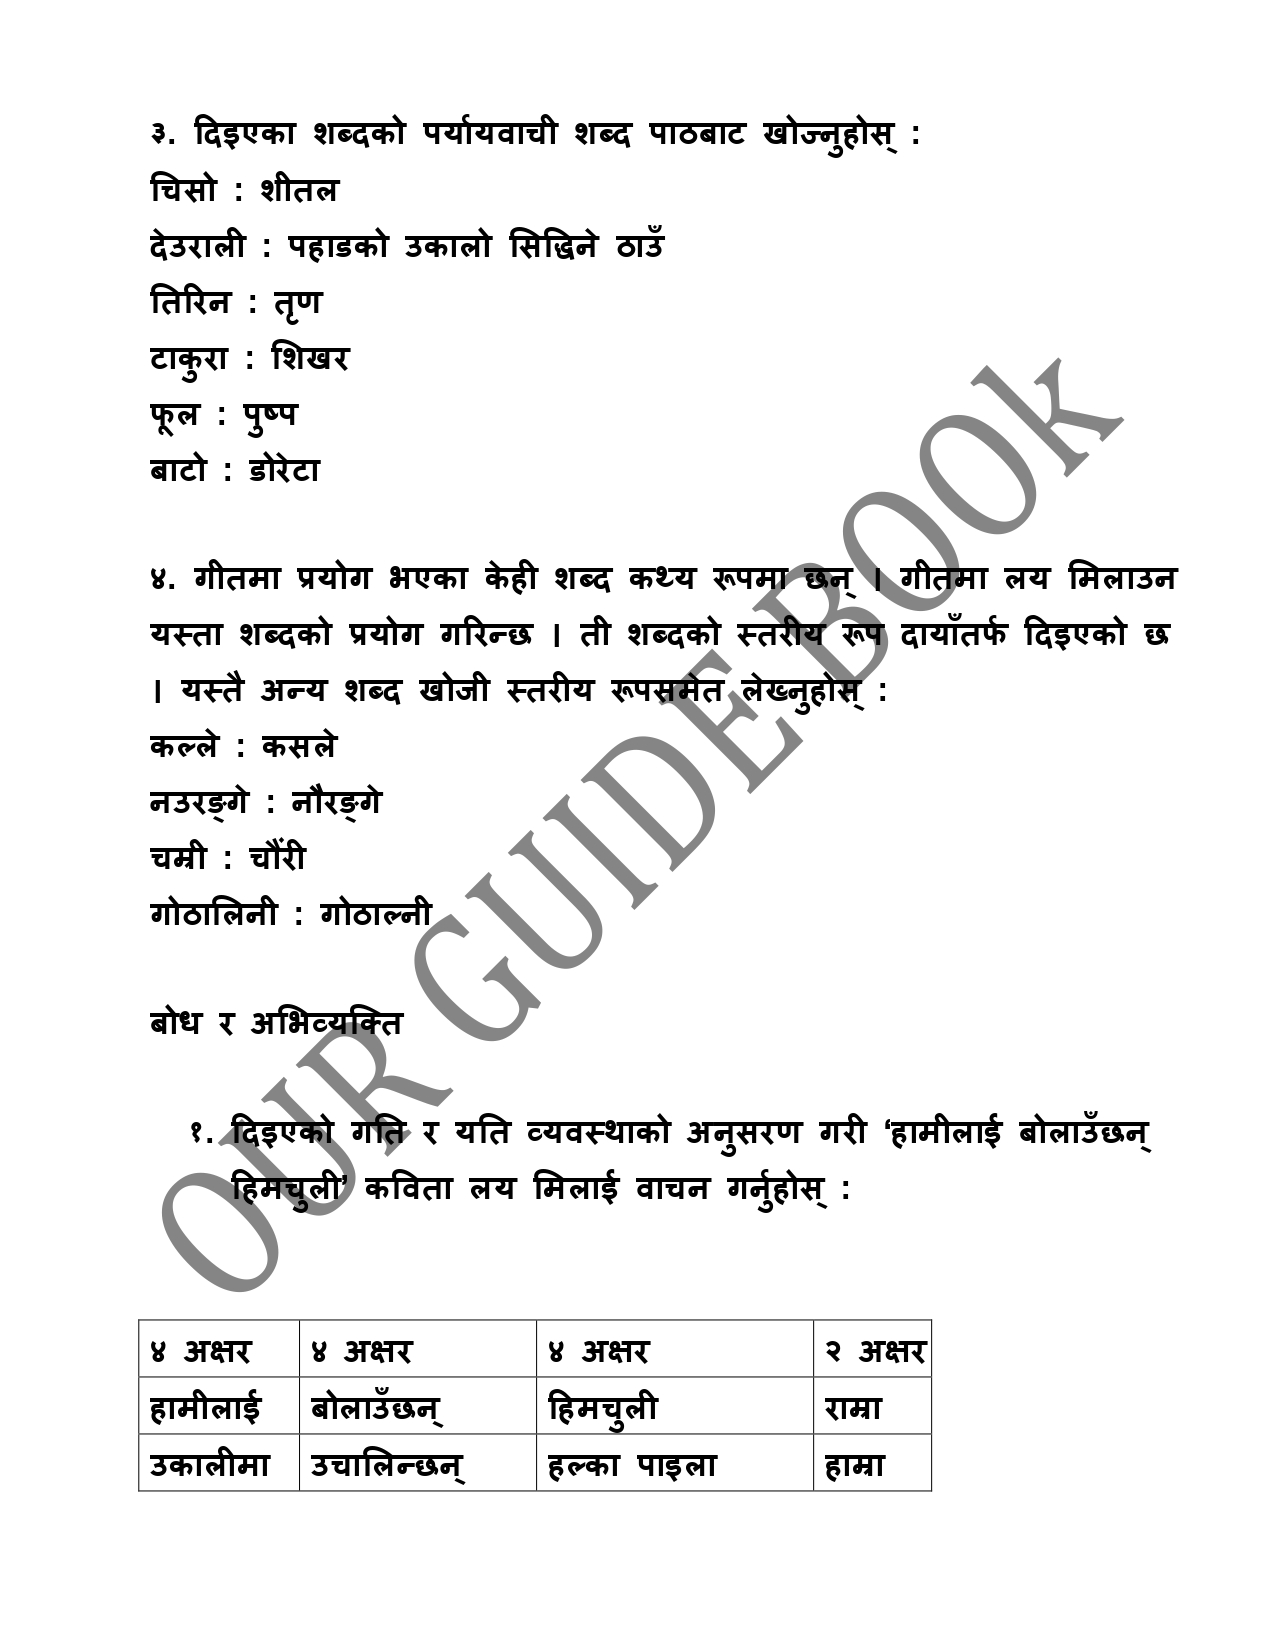 ३. दिइएका शब्दको पर्यायवाची शब्द पाठबाट खोज्नुहोस् :
चिसो : शीतल
देउराली : पहाडको उकालो सिद्धिने ठाउँ
तिरिन : तृण
टाकुरा : शिखर
फूल : पुष्प
बाटो : डोरेटा
४. गीतमा प्रयोग भएका केही शब्द कथ्य रूपमा छन् । गीतमा लय मिलाउन
यस्ता शब्दको प्रयोग गरिन्छ । ती शब्दको स्तरीय रूप दायाँतर्फ दिइएको छ
। यस्तै अन्य शब्द खोजी स्तरीय रूपसमेत लेख्नुहोस् :
कल्ले : कसले
नउरङ्गे : नौरङ्गे
चम्री : चौंरी
गोठालिनी : गोठाल्नी
बोध र अभिव्यक्ति
१. दिइएको गति र यति व्यवस्थाको अनुसरण गरी ‘हामीलाई बोलाउँछन्
हिमचुली’ कविता लय मिलाई वाचन गर्नुहोस् :
४ अक्षर ४ अक्षर ४ अक्षर २ अक्षर
हामीलाई बोलाउँछन् हिमचुली राम्रा
उकालीमा उचालिन्छन् हल्का पाइला हाम्रा
OUR GUIDE BOOk